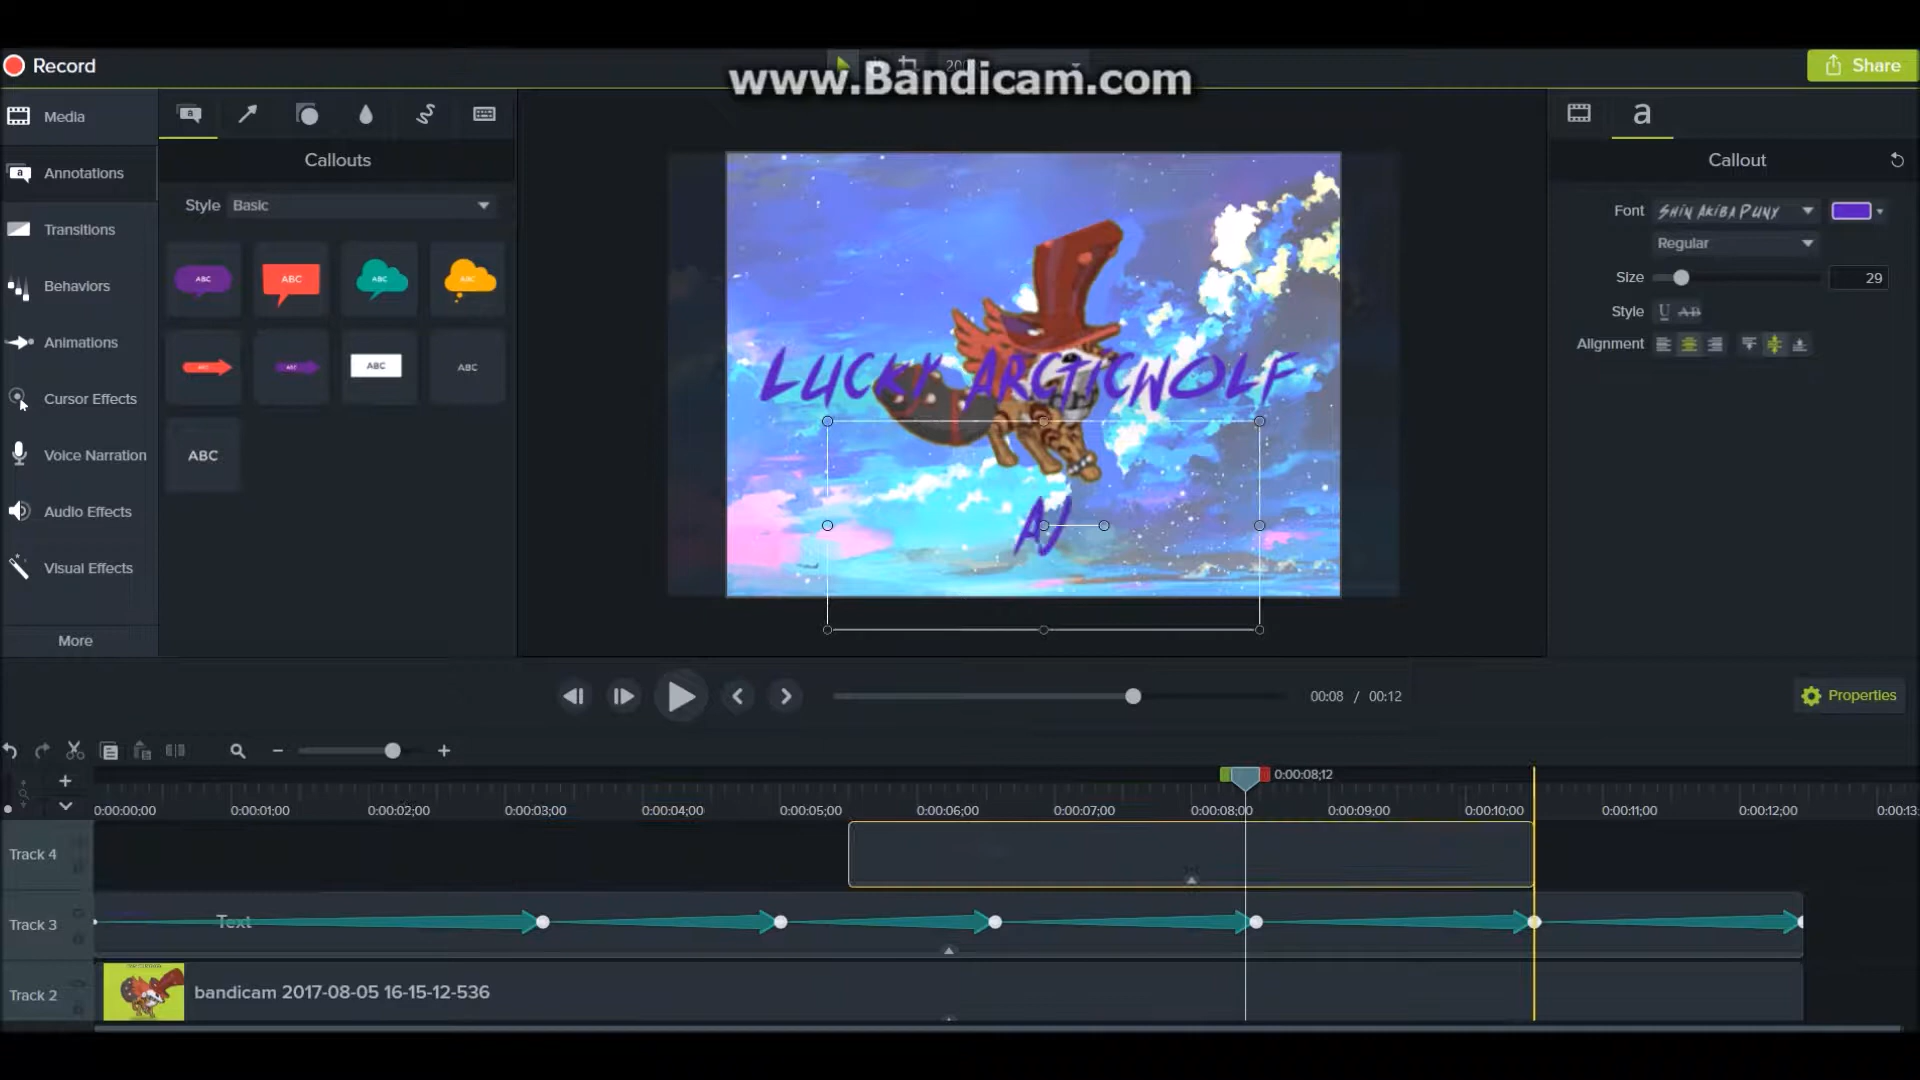 Record
www.Bandicam.com
Share
Media
Annotations
Transitions
Behaviors
Animations
Cursor Effects
Voice Narration
Audio Effects
Visual Effects
More
Callouts
Style Basic
ABC ABC ABC ABC
ABC ABC ABC ABC
ABC
LUCKY ARCTICWOLF
AJ
a
Callout
Font SHIN AKIBA PUNX
Regular
Size 29
Style U AB
Alignment
00:08 / 00:12
Properties
0:00:08;12
0:00:00;00 0:00:01;00 0:00:02;00 0:00:03;00 0:00:04;00 0:00:05;00 0:00:06;00 0:00:07;00 0:00:08;00 0:00:09;00 0:00:10;00 0:00:11;00 0:00:12;00 0:00:13
Track 4
Track 3 Text
Track 2 bandicam 2017-08-05 16-15-12-536